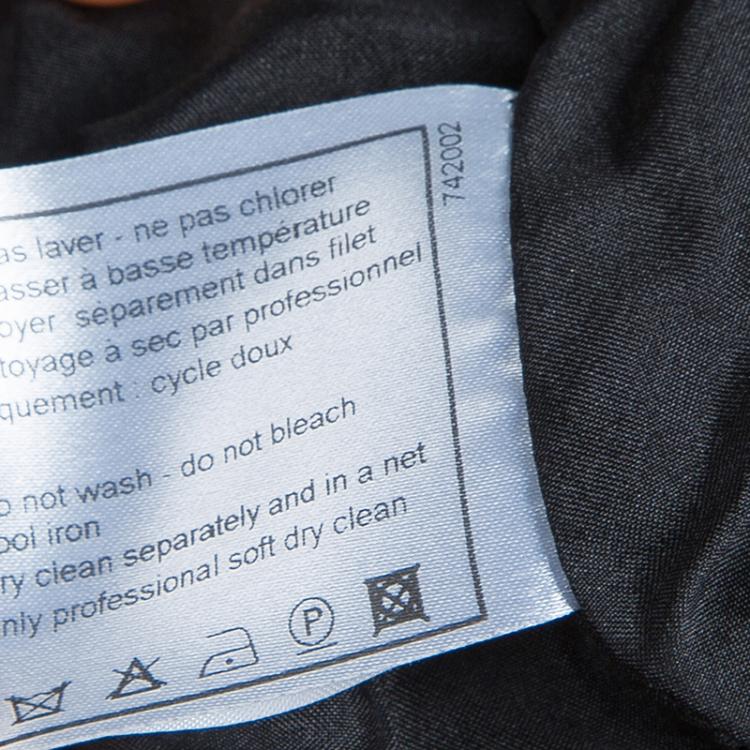 as laver - ne pas chlorer
asser à basse température
oyer séparement dans filet
toyage à sec par professionnel
quement : cycle doux
o not wash - do not bleach
ool iron
ry clean separately and in a net
nly professional soft dry clean
P
742002